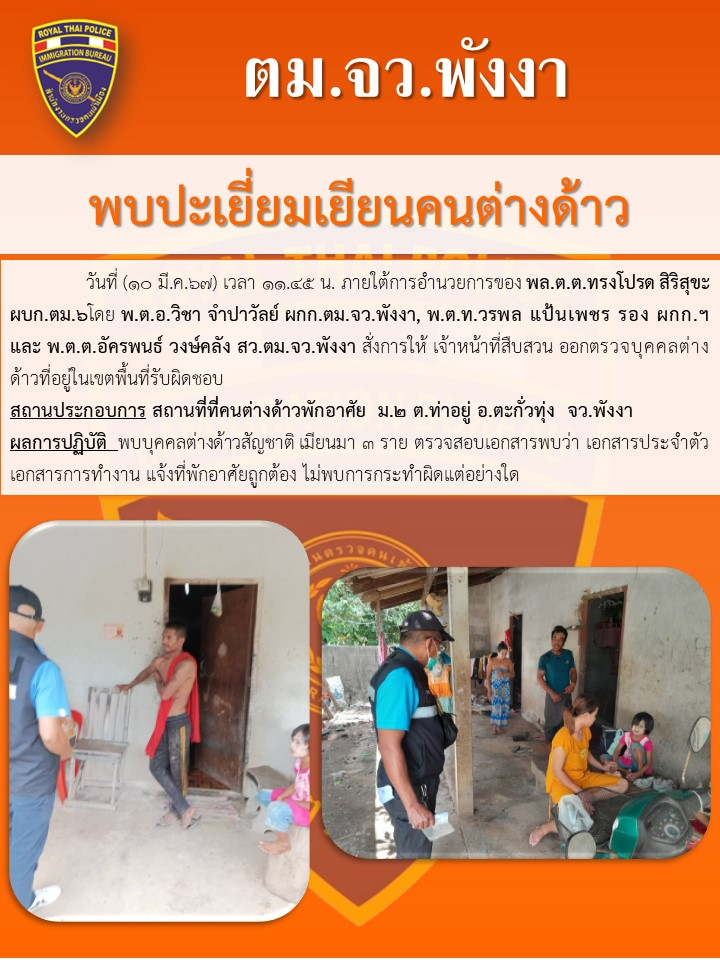 ROYAL THAI POLICE
IMMIGRATION BUREAU
สำนักงานตรวจคนเข้าเมือง
ตม.จว.พังงา
พบปะเยี่ยมเยียนคนต่างด้าว
วันที่ (๑๐ มี.ค.๖๗) เวลา ๑๑.๔๕ น. ภายใต้การอำนวยการของ พล.ต.ต.ทรงโปรด สิริสุขะ
ผบก.ตม.๖โดย พ.ต.อ.วิชา จำปาวัลย์ ผกก.ตม.จว.พังงา, พ.ต.ท.วรพล แป้นเพชร รอง ผกก.ฯ
และ พ.ต.ต.อัครพนธ์ วงษ์คลัง สว.ตม.จว.พังงา สั่งการให้ เจ้าหน้าที่สืบสวน ออกตรวจบุคคลต่าง
ด้าวที่อยู่ในเขตพื้นที่รับผิดชอบ
สถานประกอบการ สถานที่ที่คนต่างด้าวพักอาศัย ม.๒ ต.ท่าอยู่ อ.ตะกั่วทุ่ง จว.พังงา
ผลการปฏิบัติ พบบุคคลต่างด้าวสัญชาติ เมียนมา ๓ ราย ตรวจสอบเอกสารพบว่า เอกสารประจำตัว
เอกสารการทำงาน แจ้งที่พักอาศัยถูกต้อง ไม่พบการกระทำผิดแต่อย่างใด